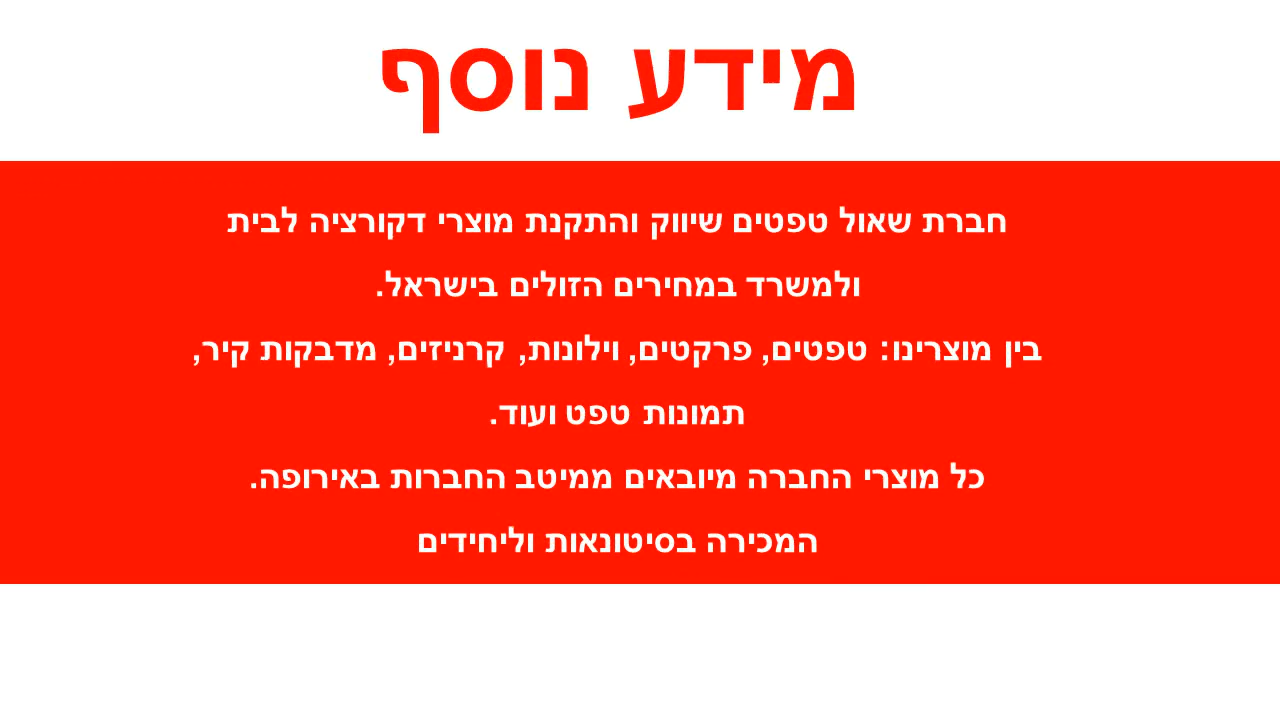 מידע נוסף
חברת שאול טפטים שיווק והתקנת מוצרי דקורציה לבית
ולמשרד במחירים הזולים בישראל.
בין מוצרינו: טפטים, פרקטים, וילונות, קרניזים, מדבקות קיר,
תמונות טפט ועוד.
כל מוצרי החברה מיובאים ממיטב החברות באירופה.
המכירה בסיטונאות וליחידים